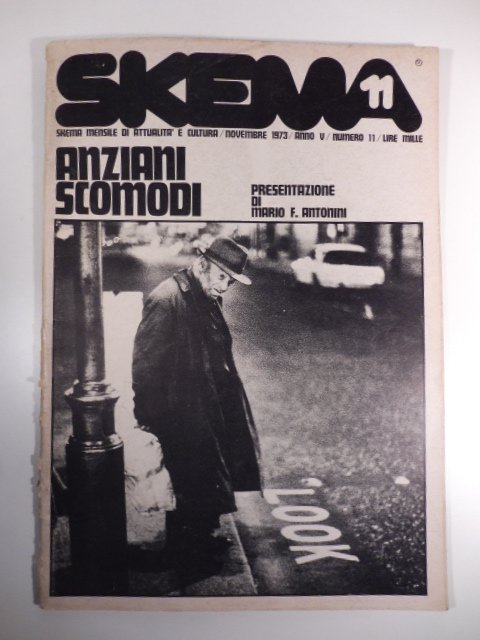 SKEMA 11
®
SKEMA MENSILE DI ATTUALITA' E CULTURA / NOVEMBRE 1973 / ANNO V / NUMERO 11 / LIRE MILLE
ANZIANI
SCOMODI
PRESENTAZIONE
DI
MARIO F. ANTONINI
LOOK